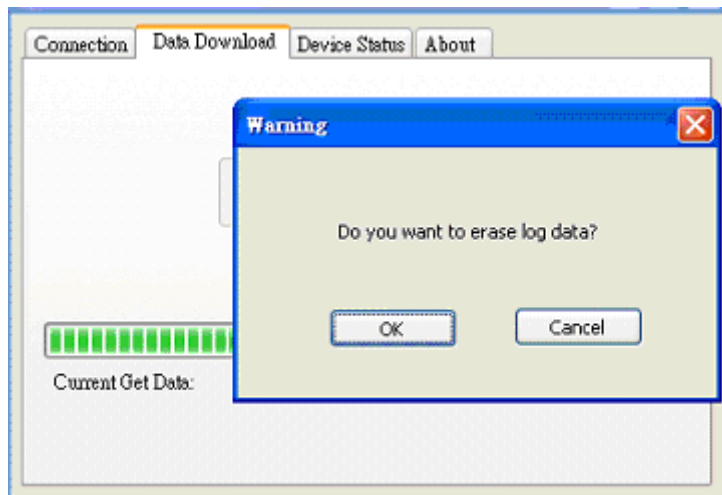 Connection Data Download Device Status About
Warning
Do you want to erase log data?
OK Cancel
Current Get Data: